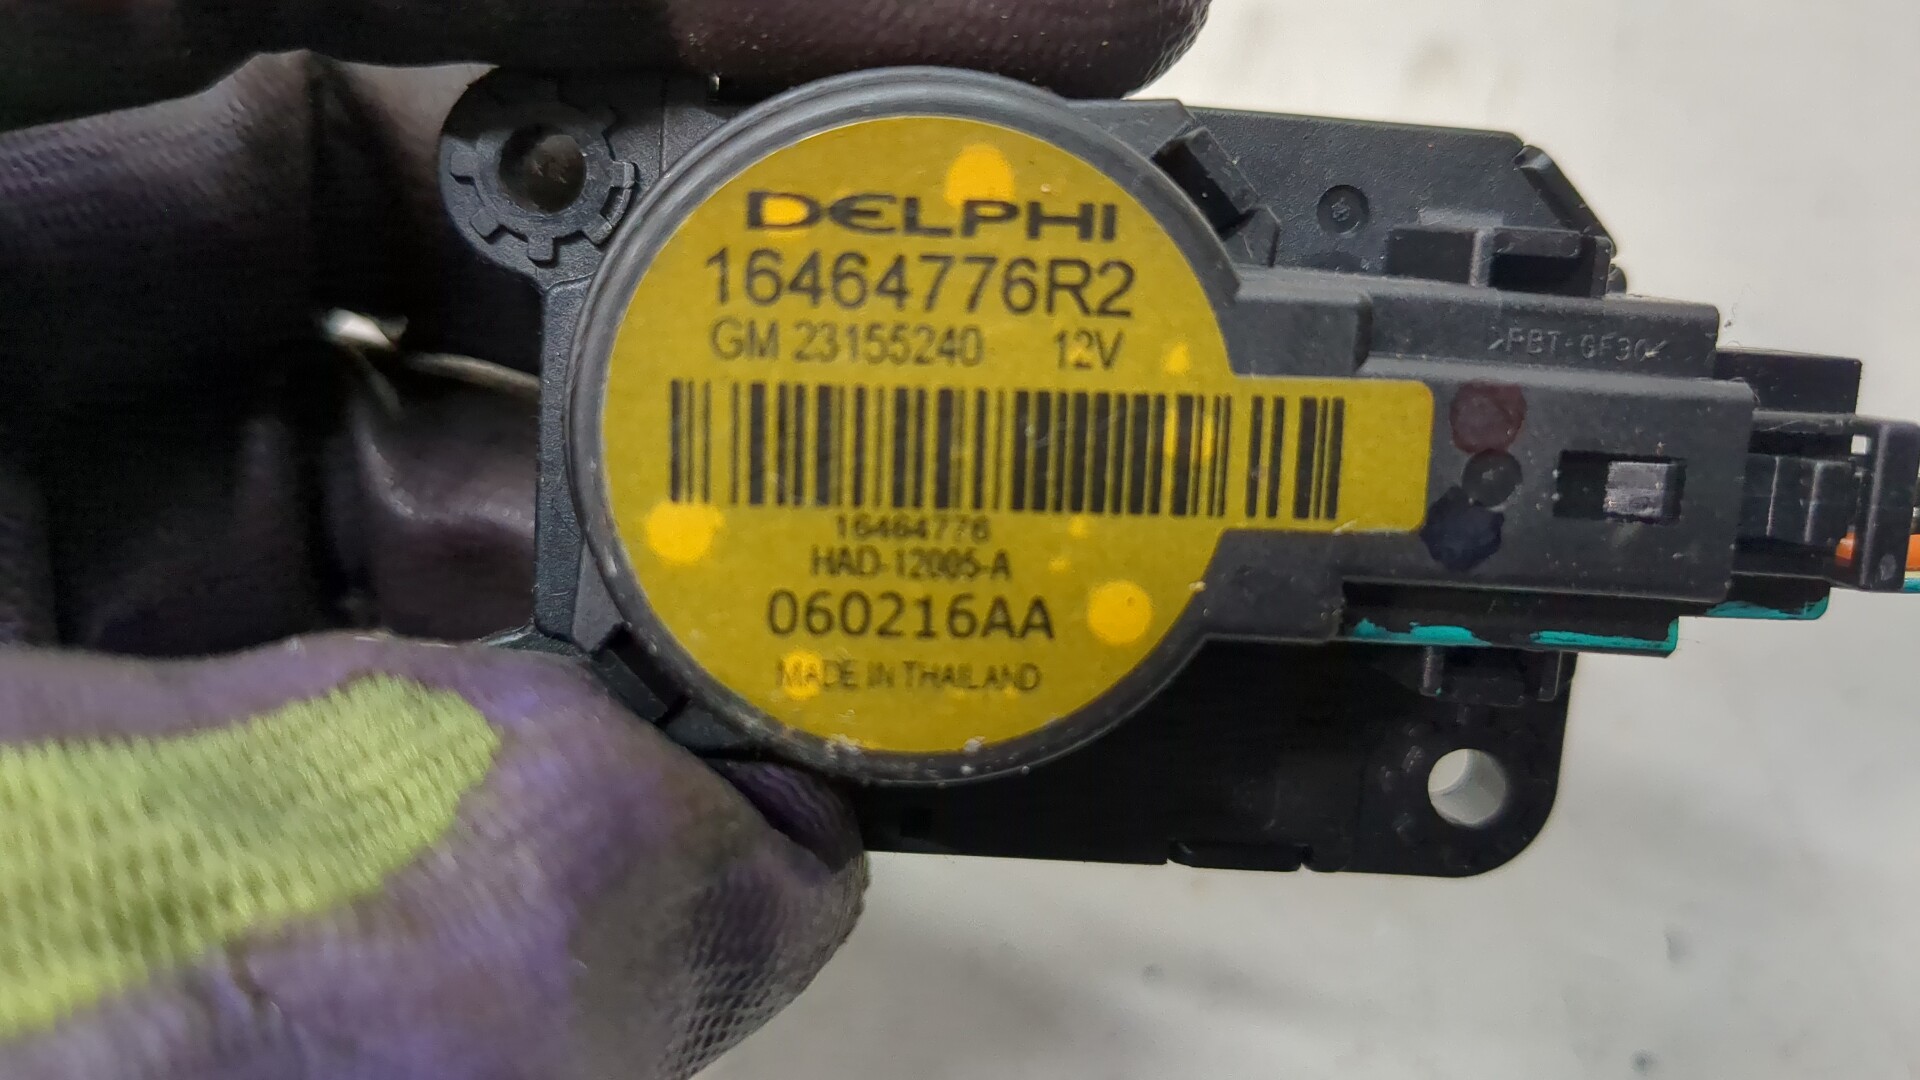 DELPHI
16464776R2
GM 23155240 12V
>PBT-GF30<
16464776
HAD-12005-A
060216AA
MADE IN THAILAND